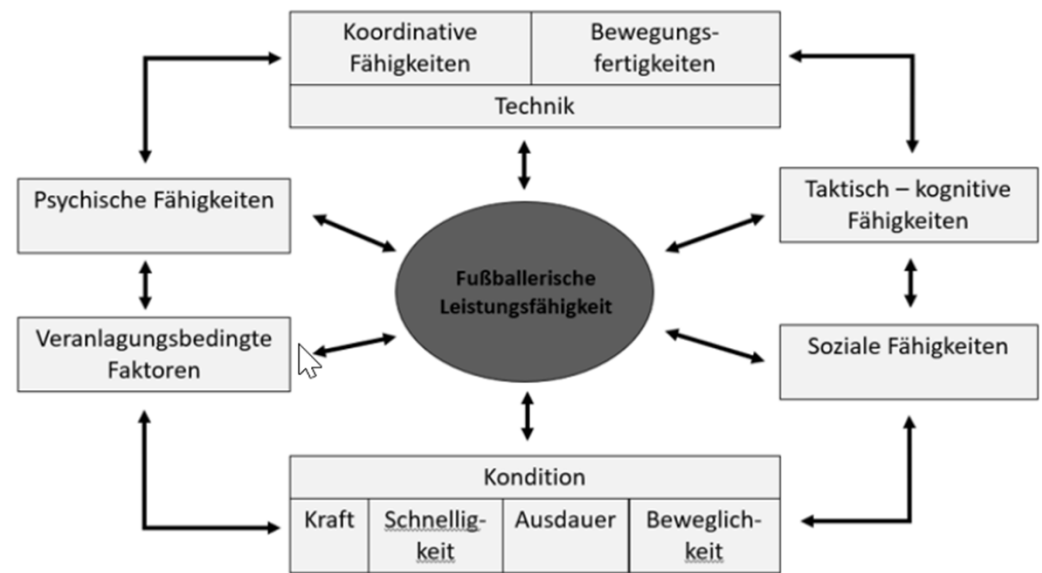 Koordinative
Fähigkeiten
Bewegungs-
fertigkeiten
Technik
Psychische Fähigkeiten
Taktisch – kognitive
Fähigkeiten
Fußballerische
Leistungsfähigkeit
Veranlagungsbedingte
Faktoren
Soziale Fähigkeiten
Kondition
Kraft
Schnellig-
keit
Ausdauer
Beweglich-
keit